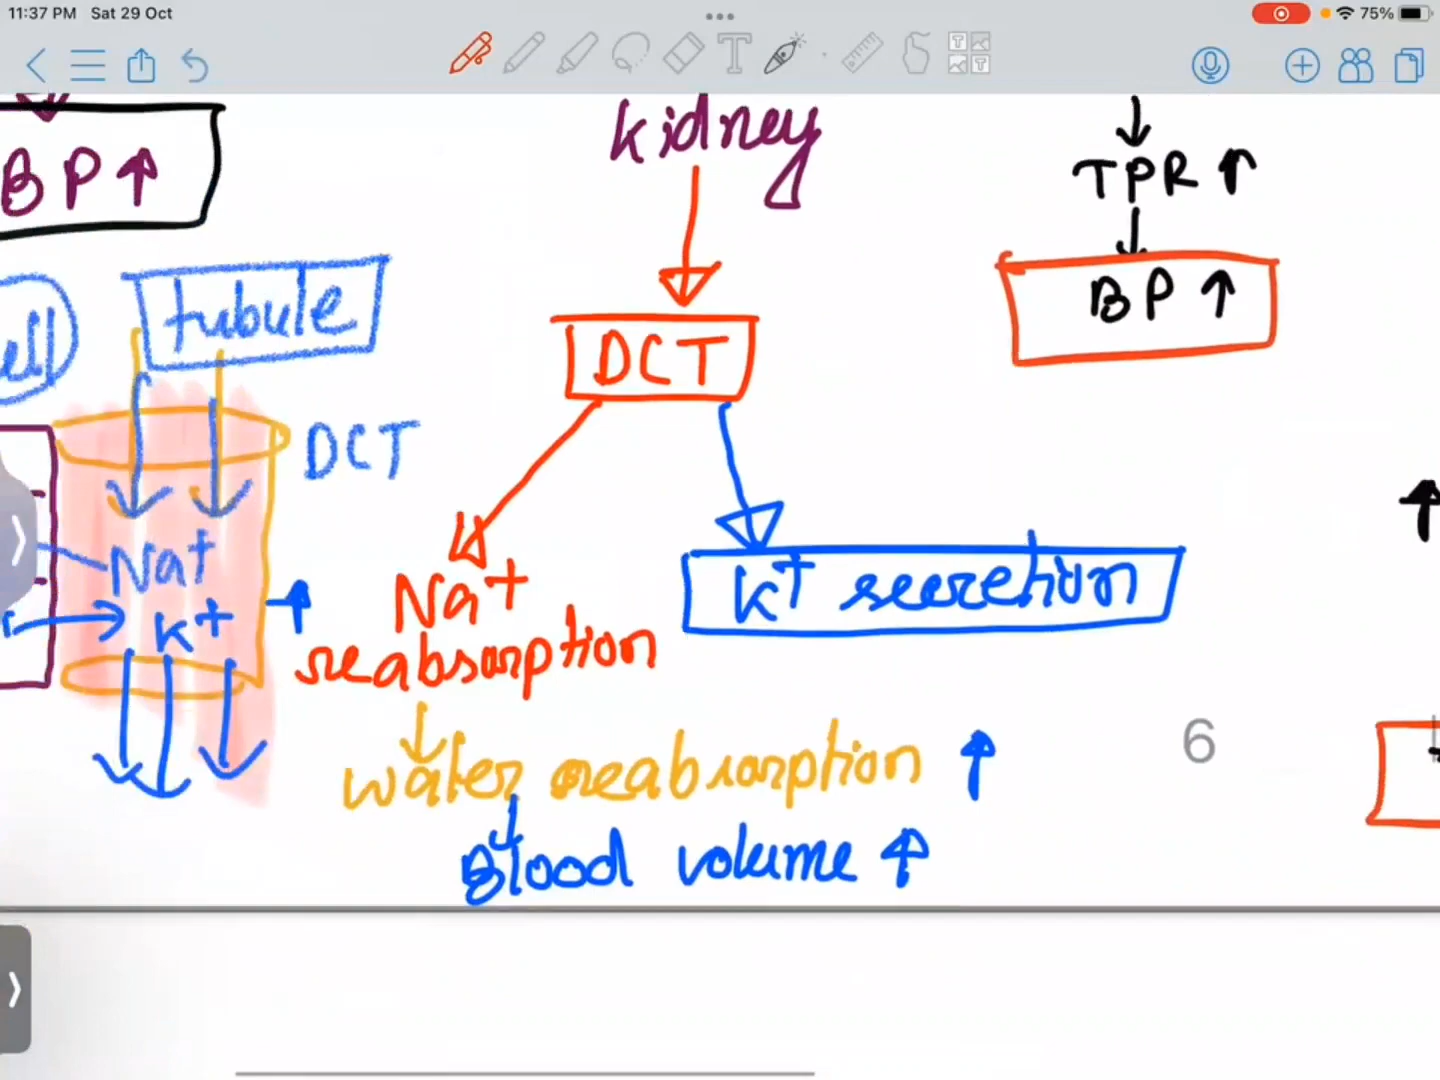 11:37 PM Sat 29 Oct
75%
kidney
TPR ↑
BP ↑
BP ↑
tubule
ell
DCT
DCT
Na+
K+ ↑
Na+
reabsorption
K+ secretion
water reabsorption ↑
Blood volume ↑
6